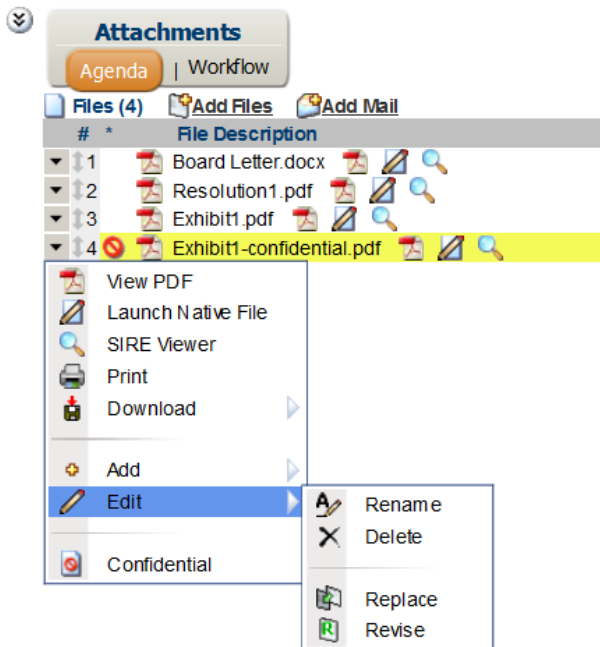 Attachments
Agenda | Workflow
Files (4) Add Files Add Mail
# * File Description
1 Board Letter.docx
2 Resolution1.pdf
3 Exhibit1.pdf
4 Exhibit1-confidential.pdf
View PDF
Launch Native File
SIRE Viewer
Print
Download
Add
Edit
Rename
Delete
Confidential
Replace
Revise